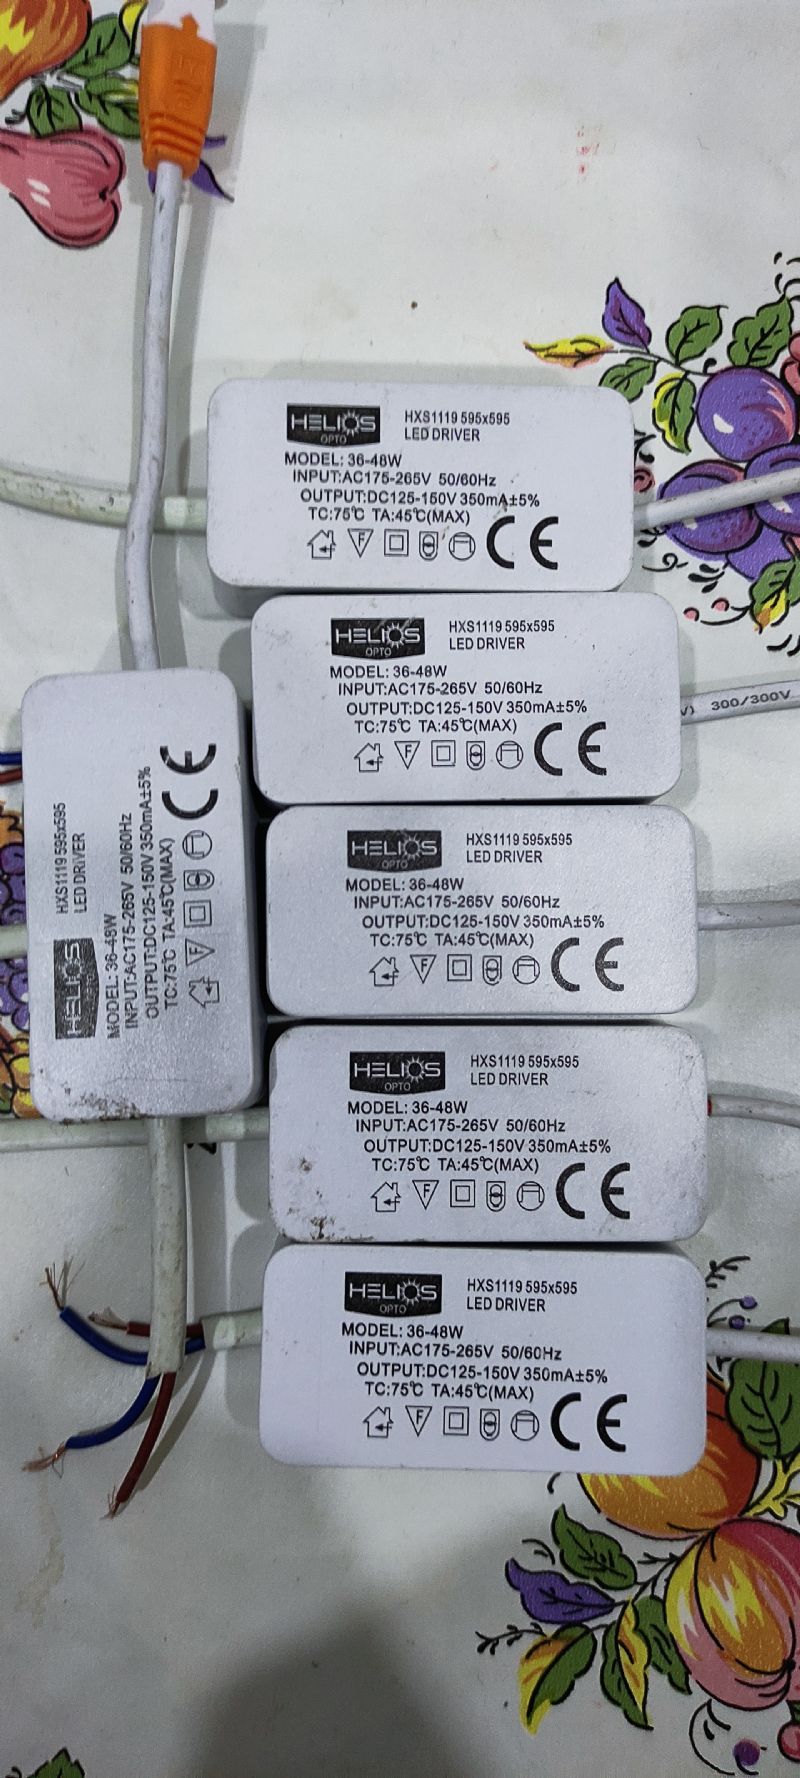 HELIOS
OPTO
HXS1119 595x595
LED DRIVER
MODEL: 36-48W
INPUT:AC175-265V 50/60Hz
OUTPUT:DC125-150V 350mA±5%
TC:75℃ TA:45℃(MAX)
F
CE
HELIOS
OPTO
HXS1119 595x595
LED DRIVER
MODEL: 36-48W
INPUT:AC175-265V 50/60Hz
OUTPUT:DC125-150V 350mA±5%
TC:75℃ TA:45℃(MAX)
F
CE
300/300V
HELIOS
HXS1119 595x595
LED DRIVER
MODEL: 36-48W
INPUT:AC175-265V 50/60Hz
OUTPUT:DC125-150V 350mA±5%
TC:75℃ TA:45℃(MAX)
F
CE
HELIOS
OPTO
HXS1119 595x595
LED DRIVER
MODEL: 36-48W
INPUT:AC175-265V 50/60Hz
OUTPUT:DC125-150V 350mA±5%
TC:75℃ TA:45℃(MAX)
F
CE
HELIOS
OPTO
HXS1119 595x595
LED DRIVER
MODEL: 36-48W
INPUT:AC175-265V 50/60Hz
OUTPUT:DC125-150V 350mA±5%
TC:75℃ TA:45℃(MAX)
F
CE
HELIOS
OPTO
HXS1119 595x595
LED DRIVER
MODEL: 36-48W
INPUT:AC175-265V 50/60Hz
OUTPUT:DC125-150V 350mA±5%
TC:75℃ TA:45℃(MAX)
F
CE